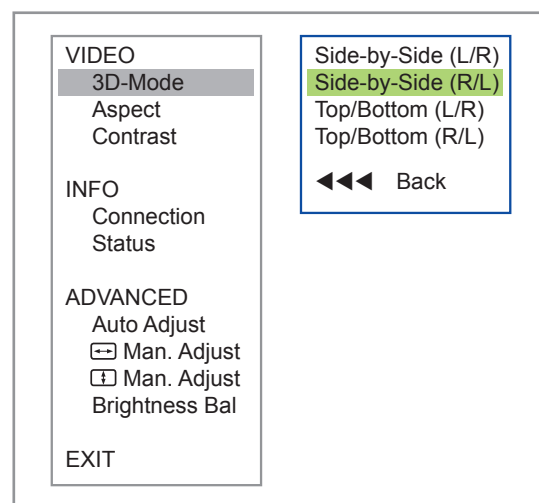 VIDEO
3D-Mode
Aspect
Contrast
INFO
Connection
Status
ADVANCED
Auto Adjust
Man. Adjust
Man. Adjust
Brightness Bal
EXIT
Side-by-Side (L/R)
Side-by-Side (R/L)
Top/Bottom (L/R)
Top/Bottom (R/L)
◀◀◀ Back